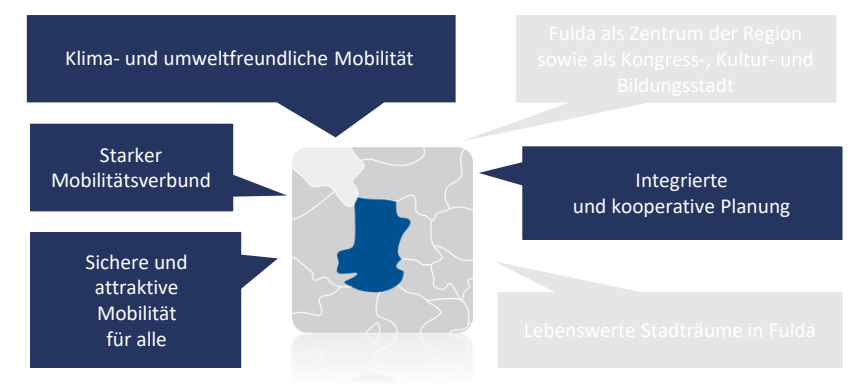 Klima- und umweltfreundliche Mobilität
Fulda als Zentrum der Region
sowie als Kongress-, Kultur- und
Bildungsstadt
Starker
Mobilitätsverbund
Integrierte
und kooperative Planung
Sichere und
attraktive
Mobilität
für alle
Lebenswerte Stadträume in Fulda